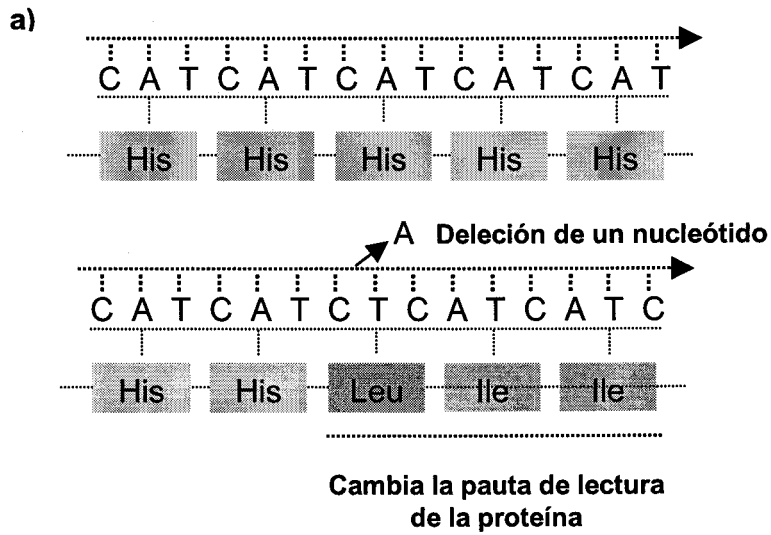 a)
C A T C A T C A T C A T C A T
His His His His His
A Deleción de un nucleótido
C A T C A T C T C A T C A T C
His His Leu Ile Ile
Cambia la pauta de lectura
de la proteína